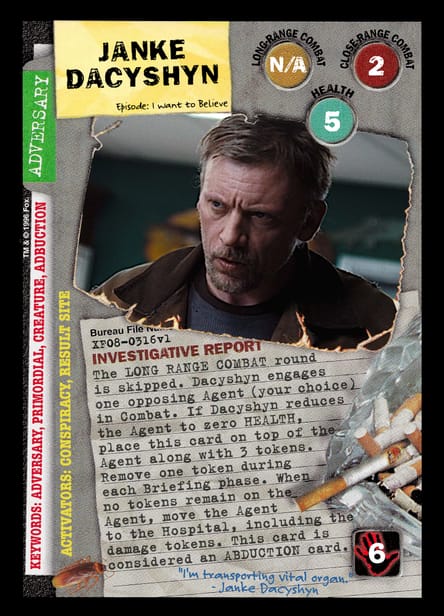 JANKE
DACYSHYN
Episode: I want to Believe
LONG-RANGE COMBAT
N/A
CLOSE-RANGE COMBAT
2
HEALTH
5
ADVERSARY
TM & © 1996 Fox.
KEYWORDS: ADVERSARY, PRIMORDIAL, CREATURE, ADBUCTION
ACTIVATORS: CONSPIRACY, RESULT SITE
Bureau File
XF08-0316v1
INVESTIGATIVE REPORT
The LONG RANGE COMBAT round
is skipped. Dacyshyn engages
one opposing Agent (your choice)
in Combat. If Dacyshyn reduces
the Agent to zero HEALTH,
place this card on top of the
Agent along with 3 tokens.
Remove one token during
each Briefing phase. When
no tokens remain on the
Agent, move the Agent
to the Hospital, including the
damage tokens. This card is
considered an ABDUCTION card.
6
"I'm transporting vital organ."
- Janke Dacyshyn